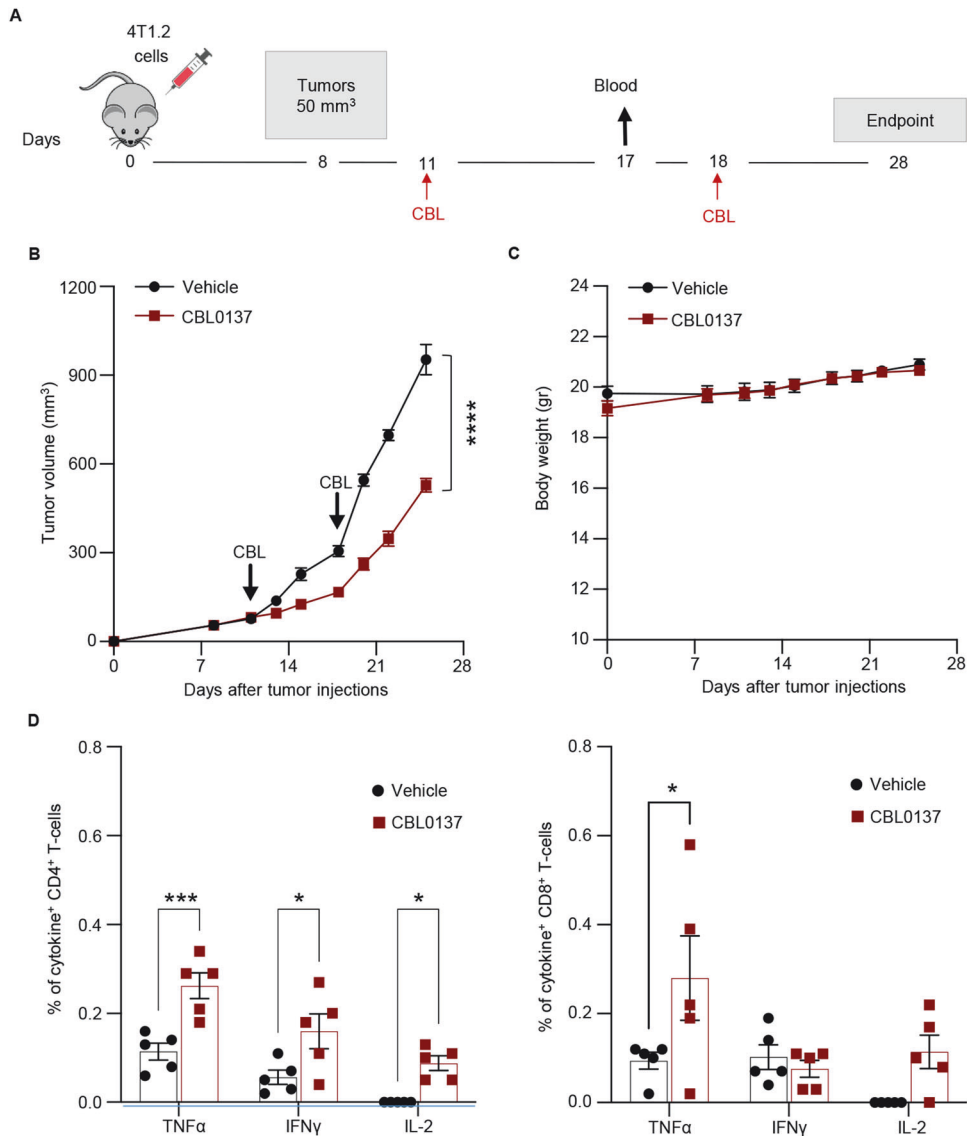 A
4T1.2
cells
Tumors
50 mm³
Blood
Endpoint
Days
0
8
11
17
18
28
CBL
CBL
B
Vehicle
CBL0137
1200
900
600
300
0
Tumor volume (mm³)
CBL
CBL
****
0
7
14
21
28
Days after tumor injections
C
Vehicle
CBL0137
24
22
20
18
16
14
12
10
Body weight (gr)
0
7
14
21
28
Days after tumor injections
D
0.8
0.6
0.4
0.2
0.0
% of cytokine⁺ CD4⁺ T-cells
Vehicle
CBL0137
***
*
*
TNFα
IFNγ
IL-2
0.8
0.6
0.4
0.2
0.0
% of cytokine⁺ CD8⁺ T-cells
Vehicle
CBL0137
*
TNFα
IFNγ
IL-2